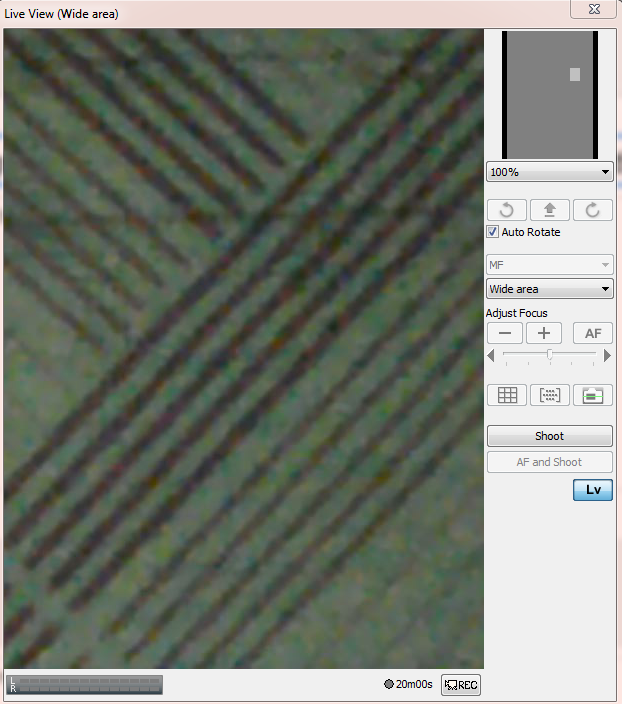 Live View (Wide area)
100%
Auto Rotate
MF
Wide area
Adjust Focus
AF
Shoot
AF and Shoot
Lv
L
R
20m00s
REC